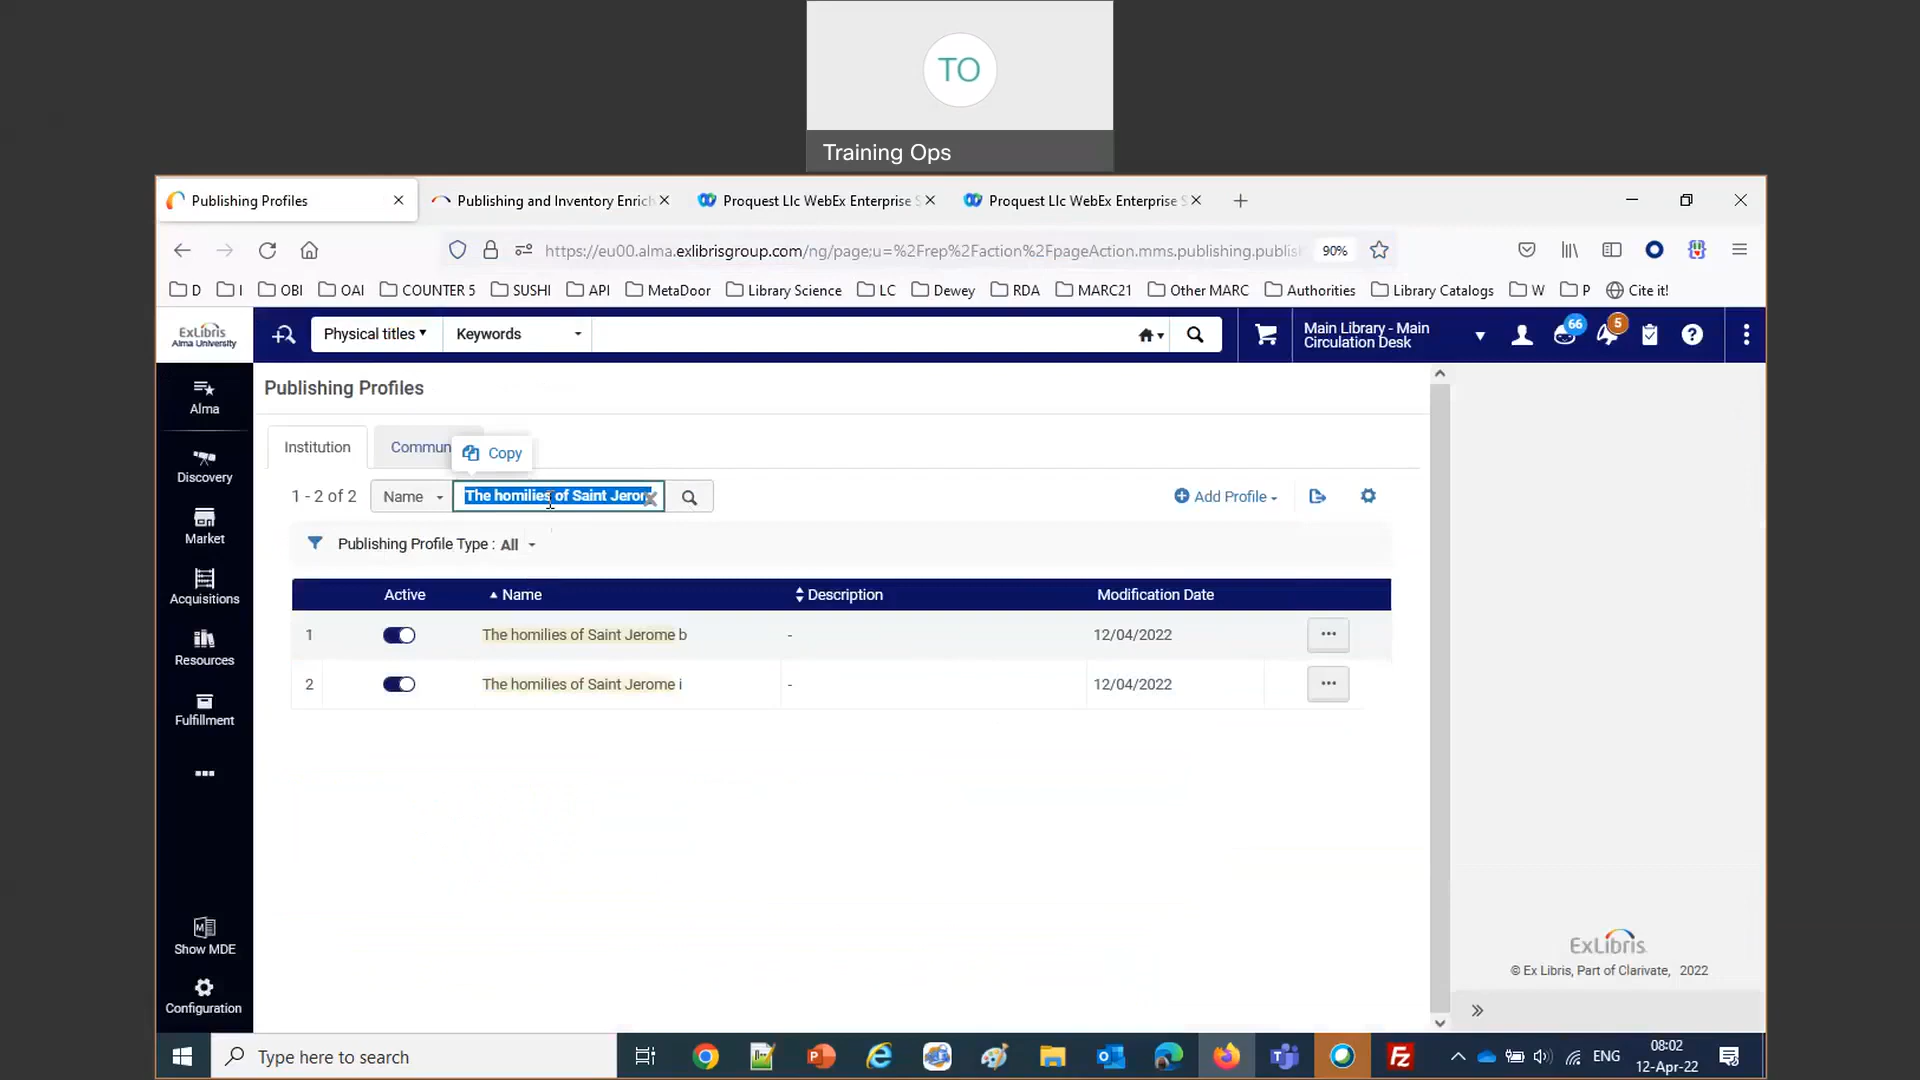 TO
Training Ops
Publishing Profiles
Publishing and Inventory Enrich
Proquest Llc WebEx Enterprise S
Proquest Llc WebEx Enterprise S
https://eu00.alma.exlibrisgroup.com/ng/page;u=%2Frep%2Faction%2FpageAction.mms.publishing.publis
90%
D
I
OBI
OAI
COUNTER 5
SUSHI
API
MetaDoor
Library Science
LC
Dewey
RDA
MARC21
Other MARC
Authorities
Library Catalogs
W
P
Cite it!
ExLibris
Alma University
Physical titles
Keywords
Main Library - Main
Circulation Desk
66
5
Alma
Discovery
Market
Acquisitions
Resources
Fulfillment
Show MDE
Configuration
Publishing Profiles
Institution
Commun
Copy
1 - 2 of 2
Name
The homilies of Saint Jerom
Add Profile
Publishing Profile Type : All
Active
Name
Description
Modification Date
1
The homilies of Saint Jerome b
-
12/04/2022
2
The homilies of Saint Jerome i
-
12/04/2022
ExLibris
© Ex Libris, Part of Clarivate, 2022
Type here to search
ENG
08:02
12-Apr-22